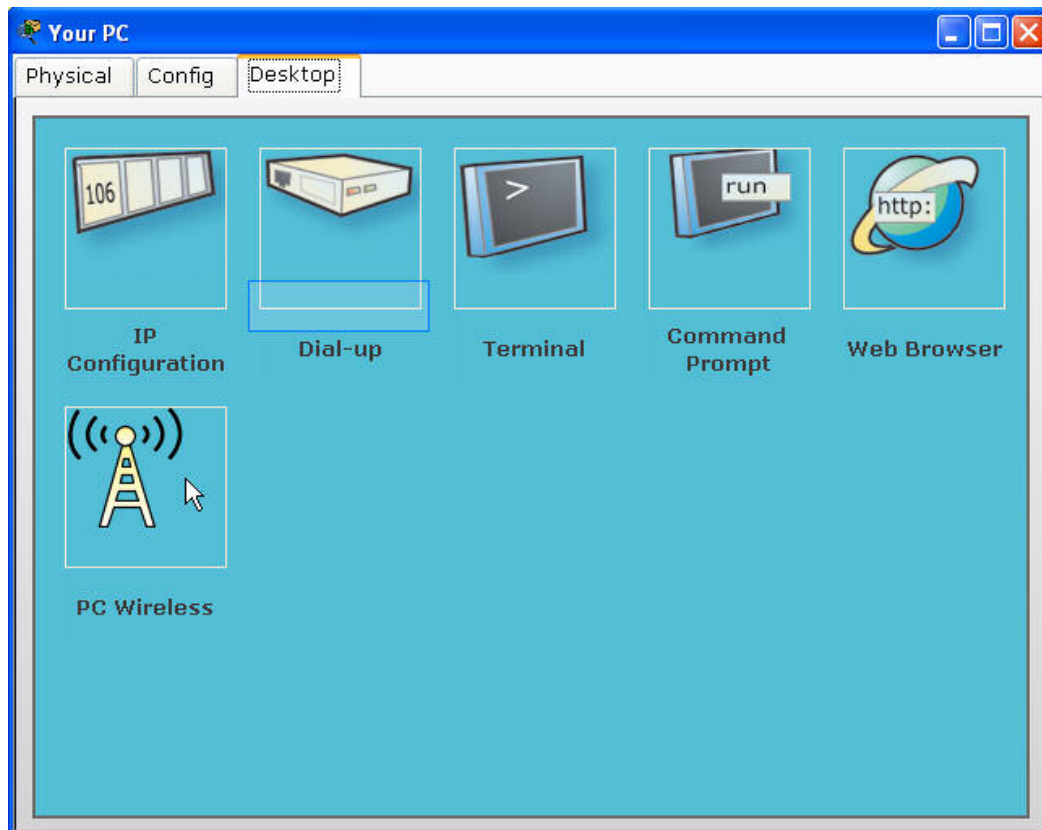 Your PC
Physical
Config
Desktop
106
>
run
http:
IP
Configuration
Dial-up
Terminal
Command
Prompt
Web Browser
PC Wireless